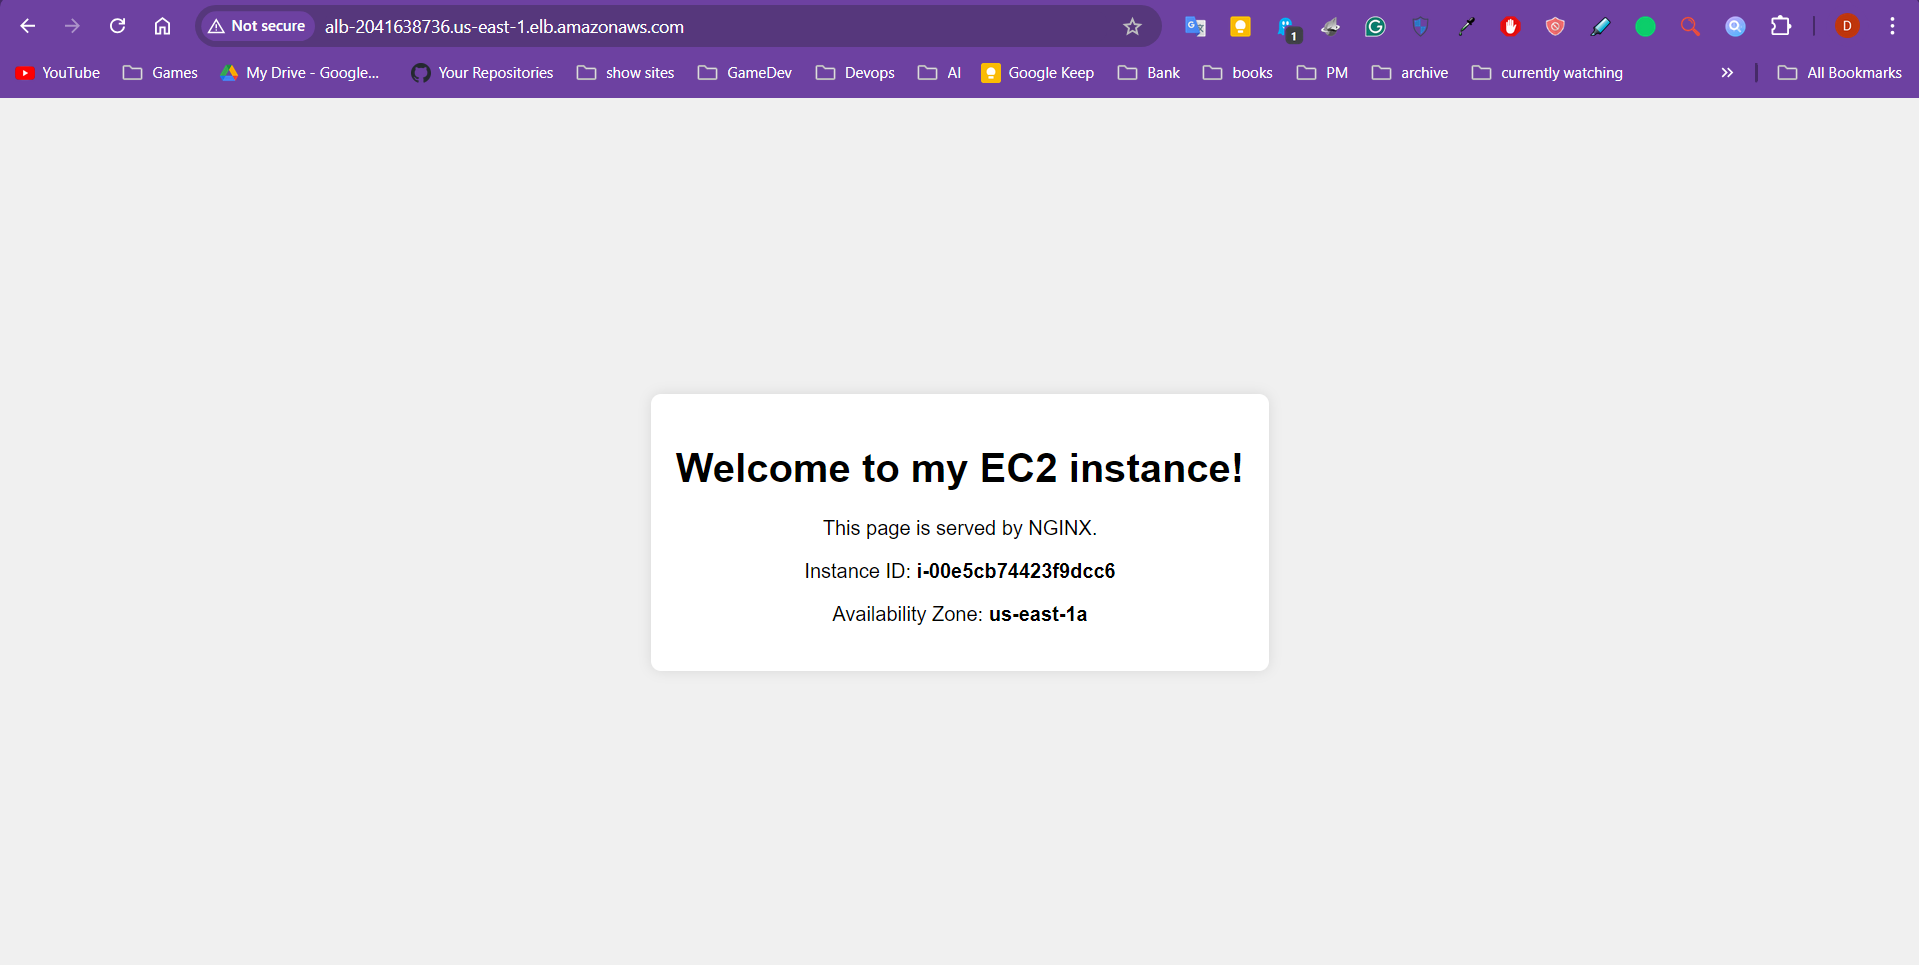 Not secure alb-2041638736.us-east-1.elb.amazonaws.com 1 D
YouTube Games My Drive - Google... Your Repositories show sites GameDev Devops AI Google Keep Bank books PM archive currently watching » All Bookmarks
Welcome to my EC2 instance!
This page is served by NGINX.
Instance ID: i-00e5cb74423f9dcc6
Availability Zone: us-east-1a